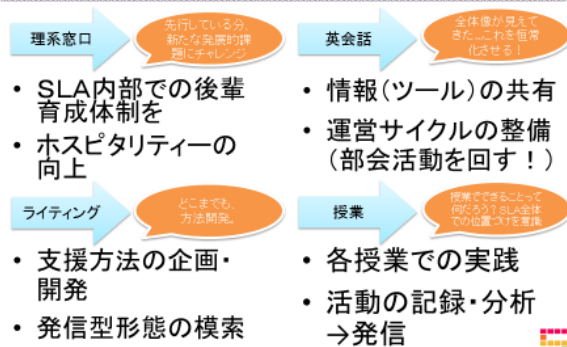 理系窓口
先行している分、
新たな発展的課
題にチャレンジ
・ SLA内部での後輩
育成体制を
・ ホスピタリティーの
向上
英会話
全体像が見えて
きた…これを恒常
化させる！
・ 情報（ツール）の共有
・ 運営サイクルの整備
（部会活動を回す！）
ライティング
どこまでも、
方法開発。
・ 支援方法の企画・
開発
・ 発信型形態の模索
授業
授業でできることって
何だろう？SLA全体
での位置づけを意識
・ 各授業での実践
・ 活動の記録・分析
→発信